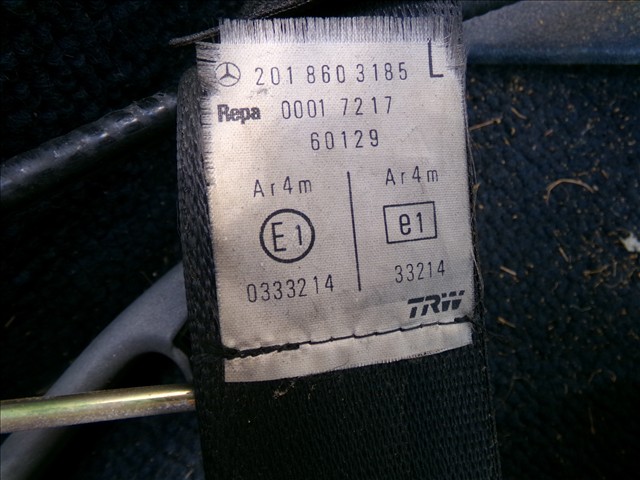 201 860 3185 L
Repa 0001 7217
60129
Ar4m
E1
0333214
Ar4m
e1
33214
TRW